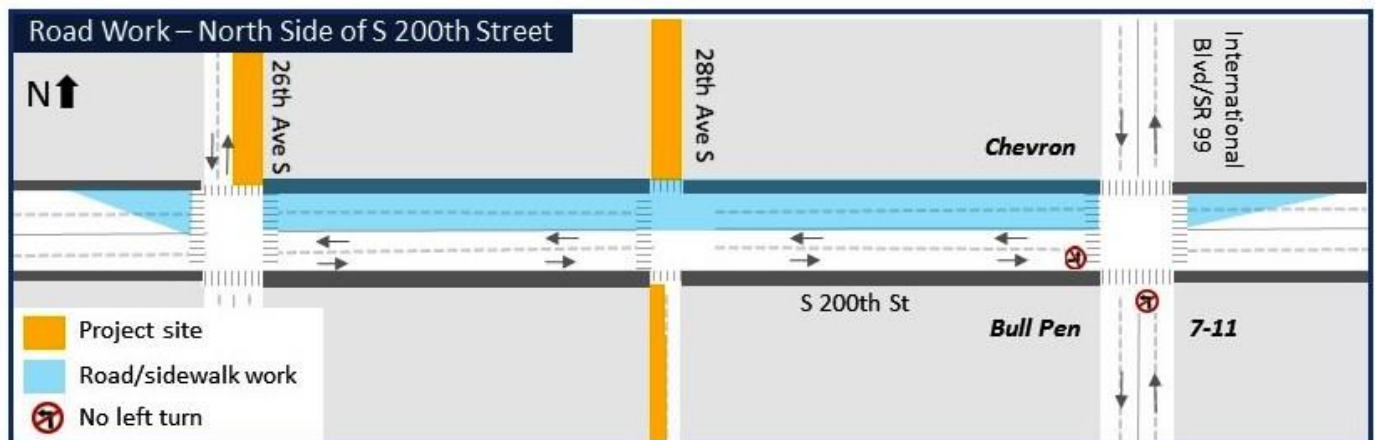 Road Work – North Side of S 200th Street
N
26th Ave S
28th Ave S
International
Blvd/SR 99
Chevron
S 200th St
Bull Pen
7-11
Project site
Road/sidewalk work
No left turn